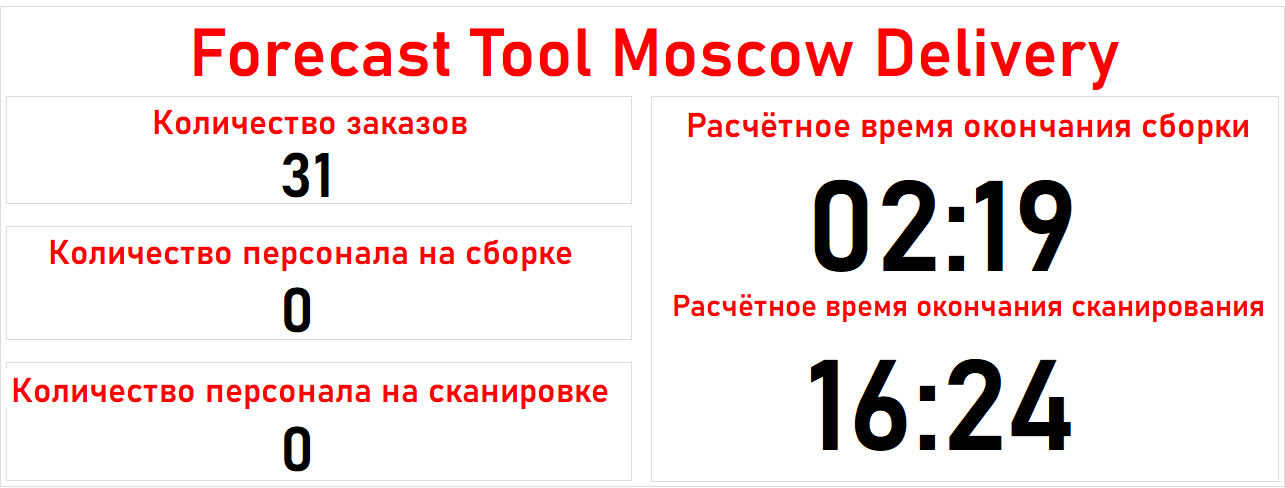 Forecast Tool Moscow Delivery
Количество заказов
31
Количество персонала на сборке
0
Количество персонала на сканировке
0
Расчётное время окончания сборки
02:19
Расчётное время окончания сканирования
16:24